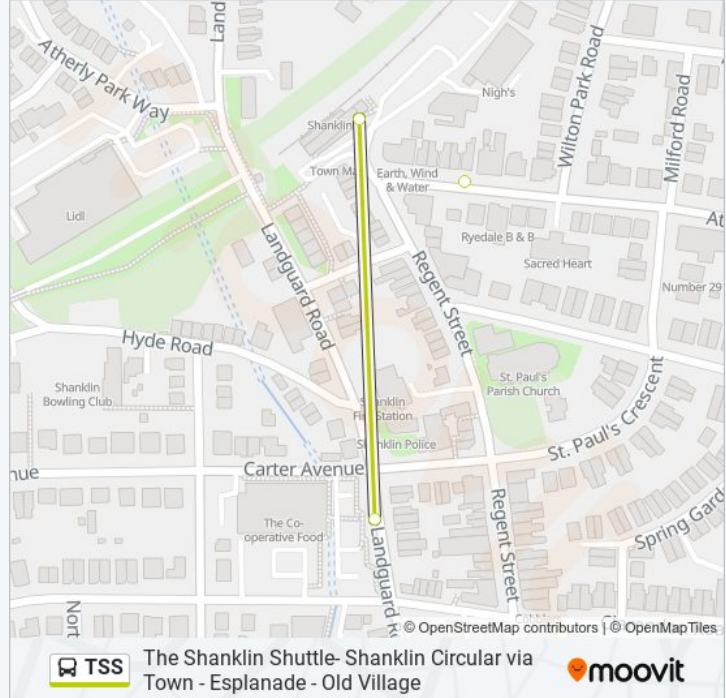 Land
Atherly Park Way
Wilton Park Road
Milford Road
Nigh's
Shanklin
Town Ma
Earth, Wind
& Water
Lidl
At
Ryedale B & B
Sacred Heart
Landguard Road
Regent Street
Number 29
Hyde Road
Shanklin
Bowling Club
St. Paul's
Parish Church
Shanklin
Fire Station
Shanklin Police
St. Paul's Crescent
nue
Carter Avenue
The Co-
operative Food
Regent Street
Spring Gard
Landguard R
Nort
© OpenStreetMap contributors | © OpenMapTiles
TSS
The Shanklin Shuttle- Shanklin Circular via
Town - Esplanade - Old Village
moovit